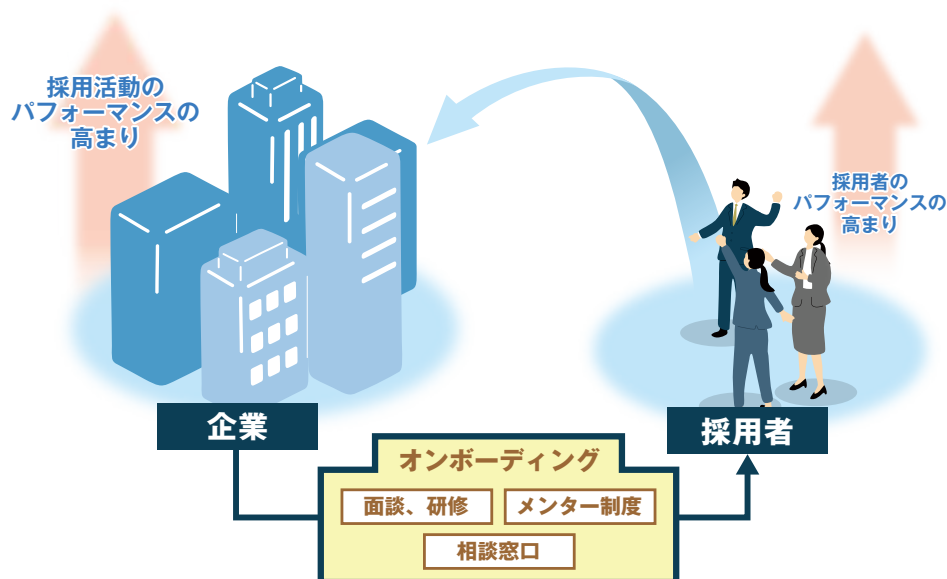 採用活動の
パフォーマンスの
高まり
採用者の
パフォーマンスの
高まり
企業
採用者
オンボーディング
面談、研修
メンター制度
相談窓口